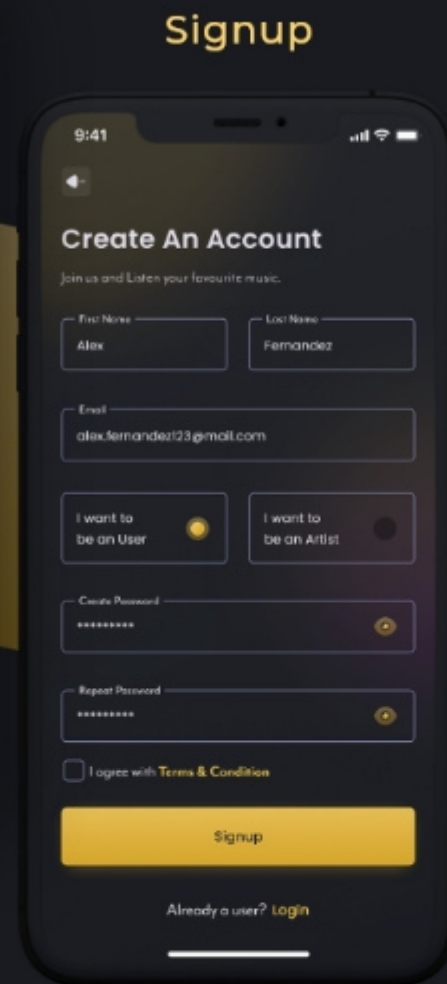 Signup
9:41
Create An Account
Join us and Listen your favourite music.
First Name
Last Name
Alex
Fernandez
Email
alex.fernandez123@mail.com
I want to
be an User
I want to
be an Artist
Create Password
*********
Repeat Password
*********
I agree with Terms & Condition
Signup
Already a user? Login